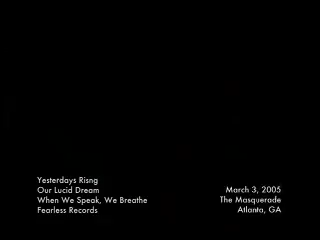 Yesterdays Risng
Our Lucid Dream
When We Speak, We Breathe
Fearless Records
March 3, 2005
The Masquerade
Atlanta, GA